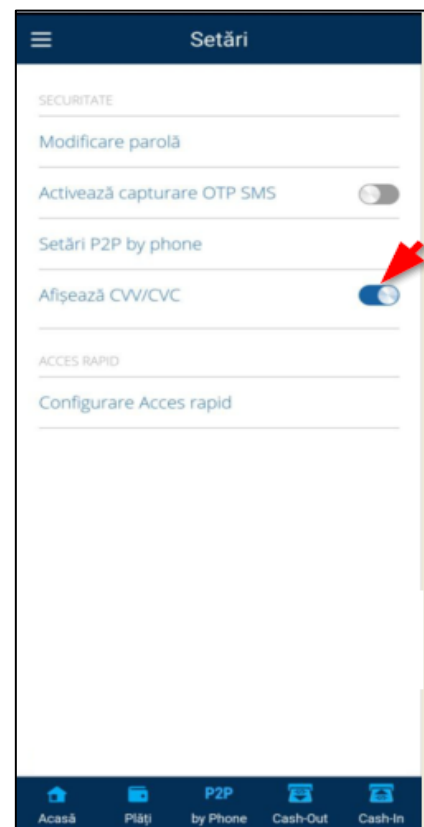 Setări
SECURITATE
Modificare parolă
Activează capturare OTP SMS
Setări P2P by phone
Afișează CVV/CVC
ACCES RAPID
Configurare Acces rapid
P2P
Acasă Plăți by Phone Cash-Out Cash-In